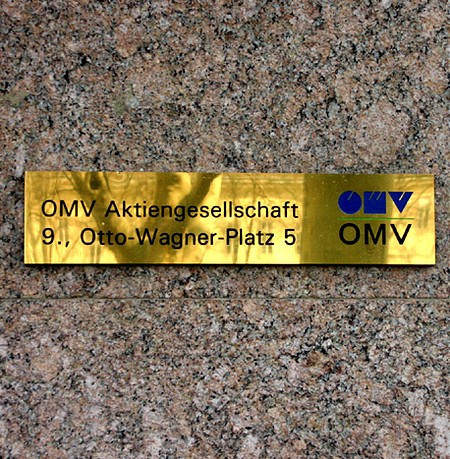 OMV Aktiengesellschaft
9., Otto-Wagner-Platz 5
OMV
OMV